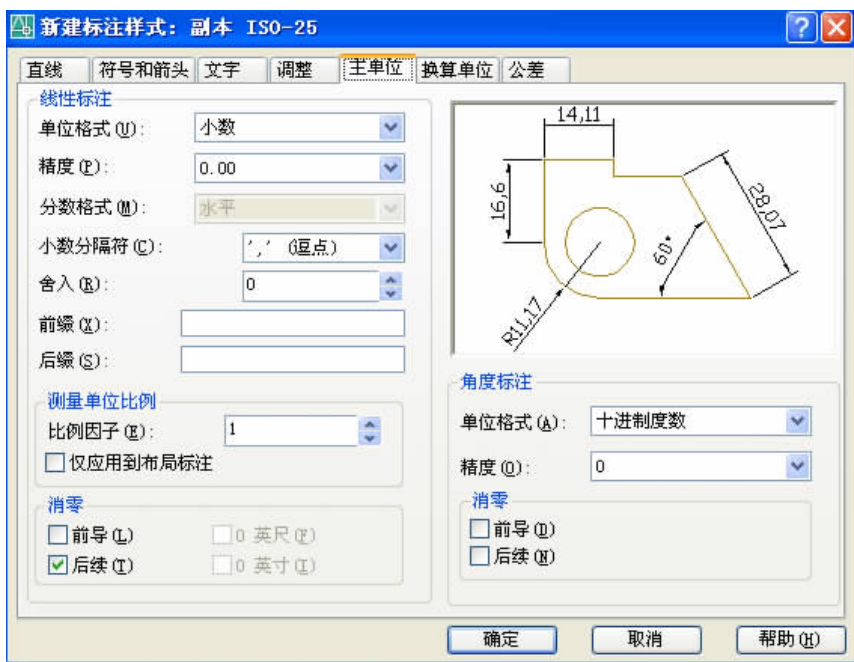 新建标注样式: 副本 ISO-25
直线 符号和箭头 文字 调整 主单位 换算单位 公差
线性标注
单位格式(U): 小数
精度(P): 0.00
分数格式(M): 水平
小数分隔符(C): ',' (逗点)
舍入(R): 0
前缀(X):
后缀(S):
测量单位比例
比例因子(E): 1
仅应用到布局标注
消零
前导(L) 0 英尺(F)
后续(T) 0 英寸(I)
14,11
16,6
28,07
60°
R11,17
角度标注
单位格式(A): 十进制度数
精度(O): 0
消零
前导(D)
后续(N)
确定 取消 帮助(H)